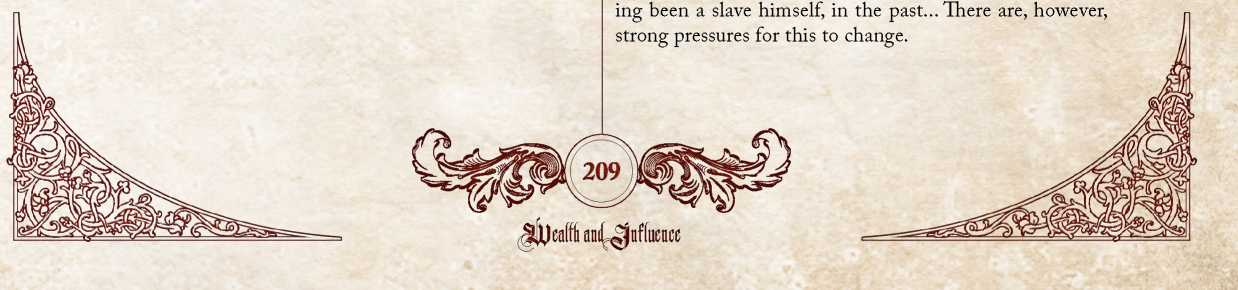 ing been a slave himself, in the past... There are, however,
strong pressures for this to change.
209
Wealth and Influence